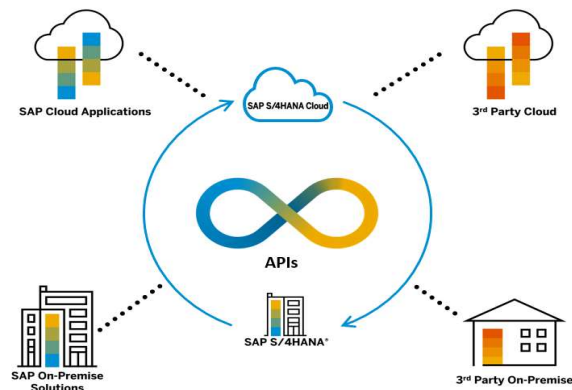 SAP Cloud Applications
SAP S/4HANA Cloud
3rd Party Cloud
APIs
SAP S/4HANA*
SAP On-Premise
Solutions
3rd Party On-Premise